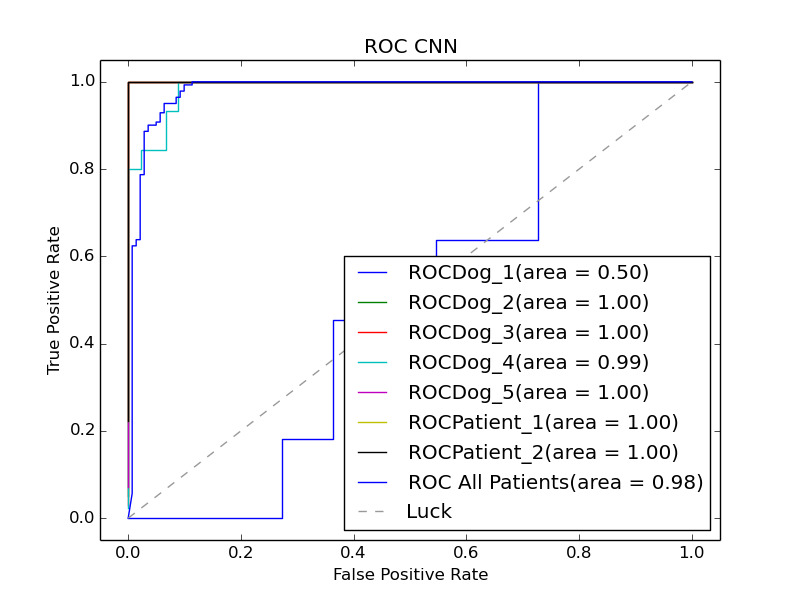 ROC CNN
True Positive Rate
1.0
0.8
0.6
0.4
0.2
0.0
ROCDog_1(area = 0.50)
ROCDog_2(area = 1.00)
ROCDog_3(area = 1.00)
ROCDog_4(area = 0.99)
ROCDog_5(area = 1.00)
ROCPatient_1(area = 1.00)
ROCPatient_2(area = 1.00)
ROC All Patients(area = 0.98)
Luck
0.0 0.2 0.4 0.6 0.8 1.0
False Positive Rate